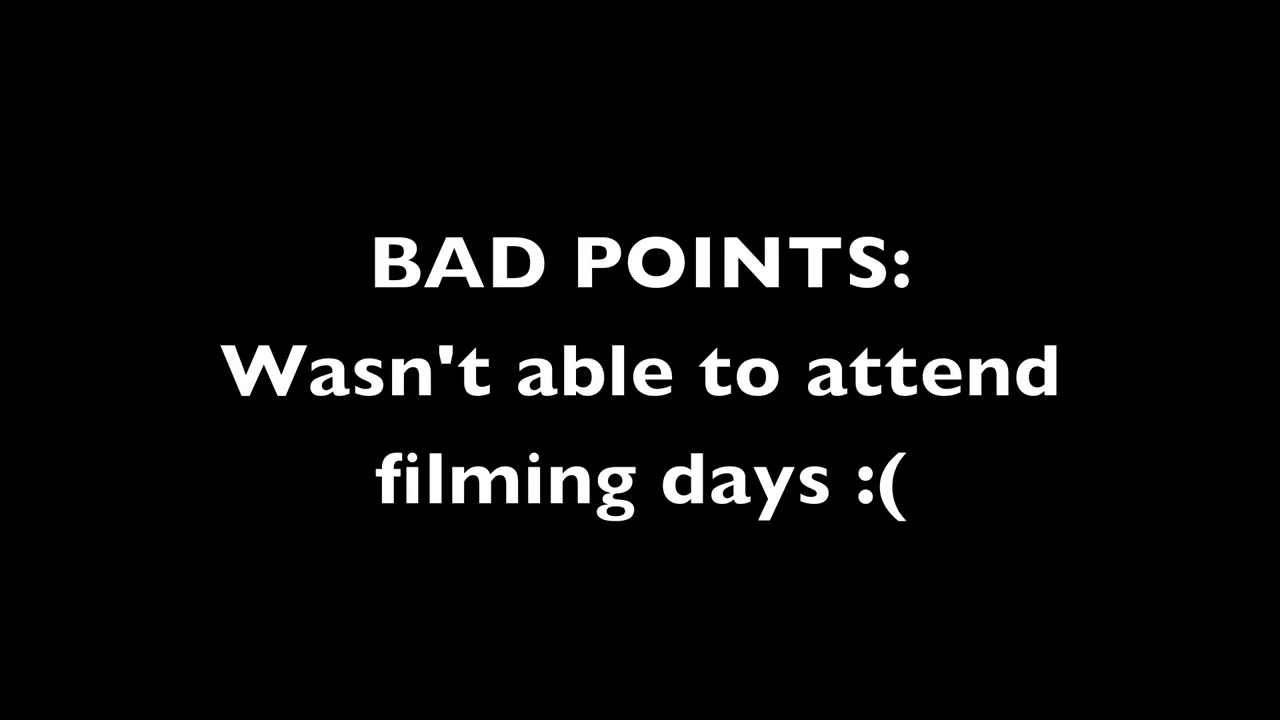 BAD POINTS:
Wasn't able to attend
filming days :(